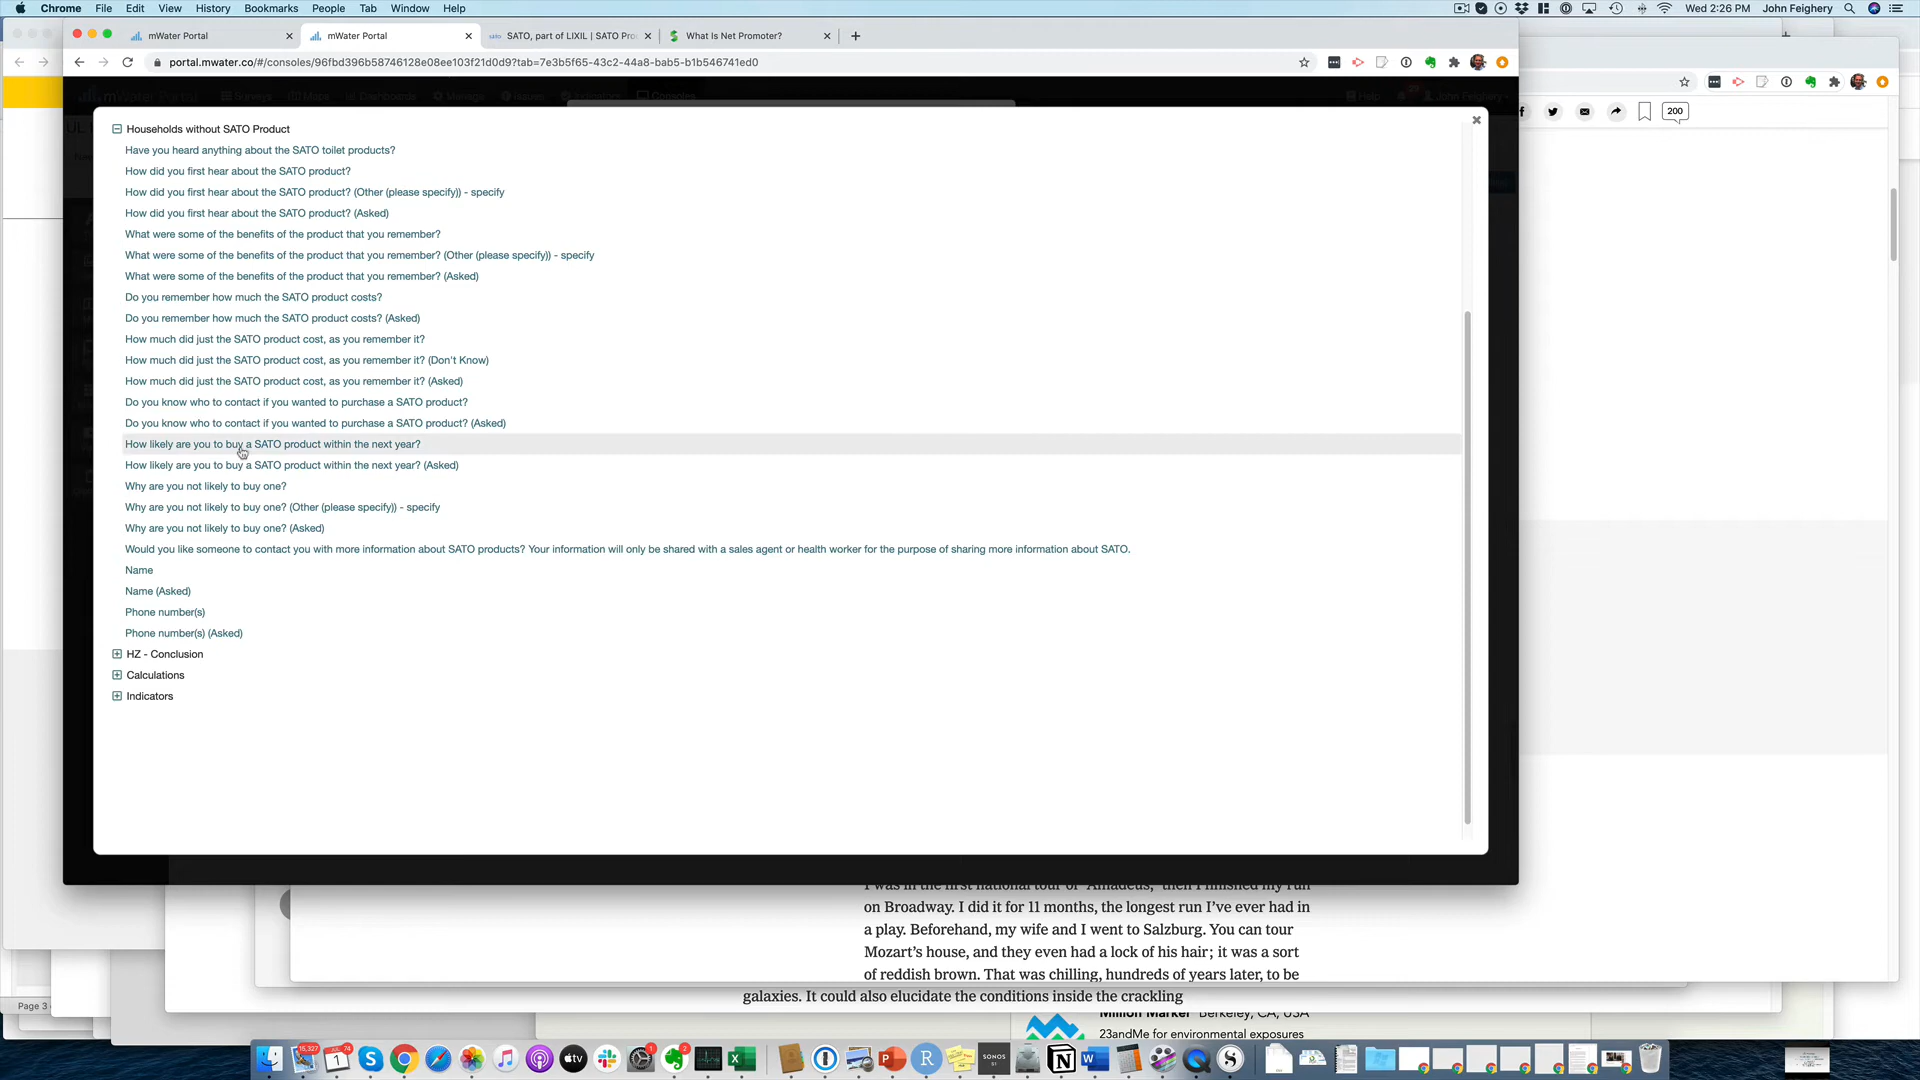 Chrome File Edit View History Bookmarks People Tab Window Help
Wed 2:26 PM John Feighery
mWater Portal
mWater Portal
SATO, part of LIXIL | SATO Pro
What Is Net Promoter?
portal.mwater.co/#/consoles/96fbd396b58746128e08ee103f21d0d9?tab=7e3b5f65-43c2-44a8-bab5-b1b546741ed0
200
Households without SATO Product
Have you heard anything about the SATO toilet products?
How did you first hear about the SATO product?
How did you first hear about the SATO product? (Other (please specify)) - specify
How did you first hear about the SATO product? (Asked)
What were some of the benefits of the product that you remember?
What were some of the benefits of the product that you remember? (Other (please specify)) - specify
What were some of the benefits of the product that you remember? (Asked)
Do you remember how much the SATO product costs?
Do you remember how much the SATO product costs? (Asked)
How much did just the SATO product cost, as you remember it?
How much did just the SATO product cost, as you remember it? (Don't Know)
How much did just the SATO product cost, as you remember it? (Asked)
Do you know who to contact if you wanted to purchase a SATO product?
Do you know who to contact if you wanted to purchase a SATO product? (Asked)
How likely are you to buy a SATO product within the next year?
How likely are you to buy a SATO product within the next year? (Asked)
Why are you not likely to buy one?
Why are you not likely to buy one? (Other (please specify)) - specify
Why are you not likely to buy one? (Asked)
Would you like someone to contact you with more information about SATO products? Your information will only be shared with a sales agent or health worker for the purpose of sharing more information about SATO.
Name
Name (Asked)
Phone number(s)
Phone number(s) (Asked)
HZ - Conclusion
Calculations
Indicators
I was in the first national tour of "Amadeus," then I finished my run
on Broadway. I did it for 11 months, the longest run I've ever had in
a play. Beforehand, my wife and I went to Salzburg. You can tour
Mozart's house, and they even had a lock of his hair; it was a sort
of reddish brown. That was chilling, hundreds of years later, to be
galaxies. It could also elucidate the conditions inside the crackling
Page 3
Million Marker Berkeley, CA, USA
23andMe for environmental exposures